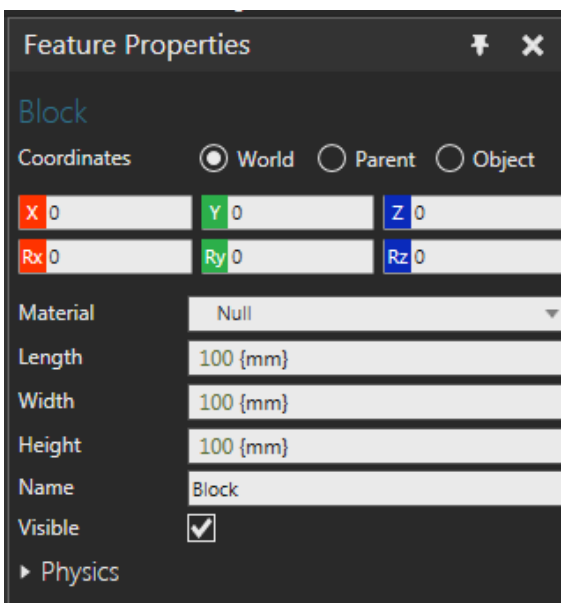 Feature Properties
Block
Coordinates World Parent Object
X 0 Y 0 Z 0
Rx 0 Ry 0 Rz 0
Material Null
Length 100 {mm}
Width 100 {mm}
Height 100 {mm}
Name Block
Visible
Physics